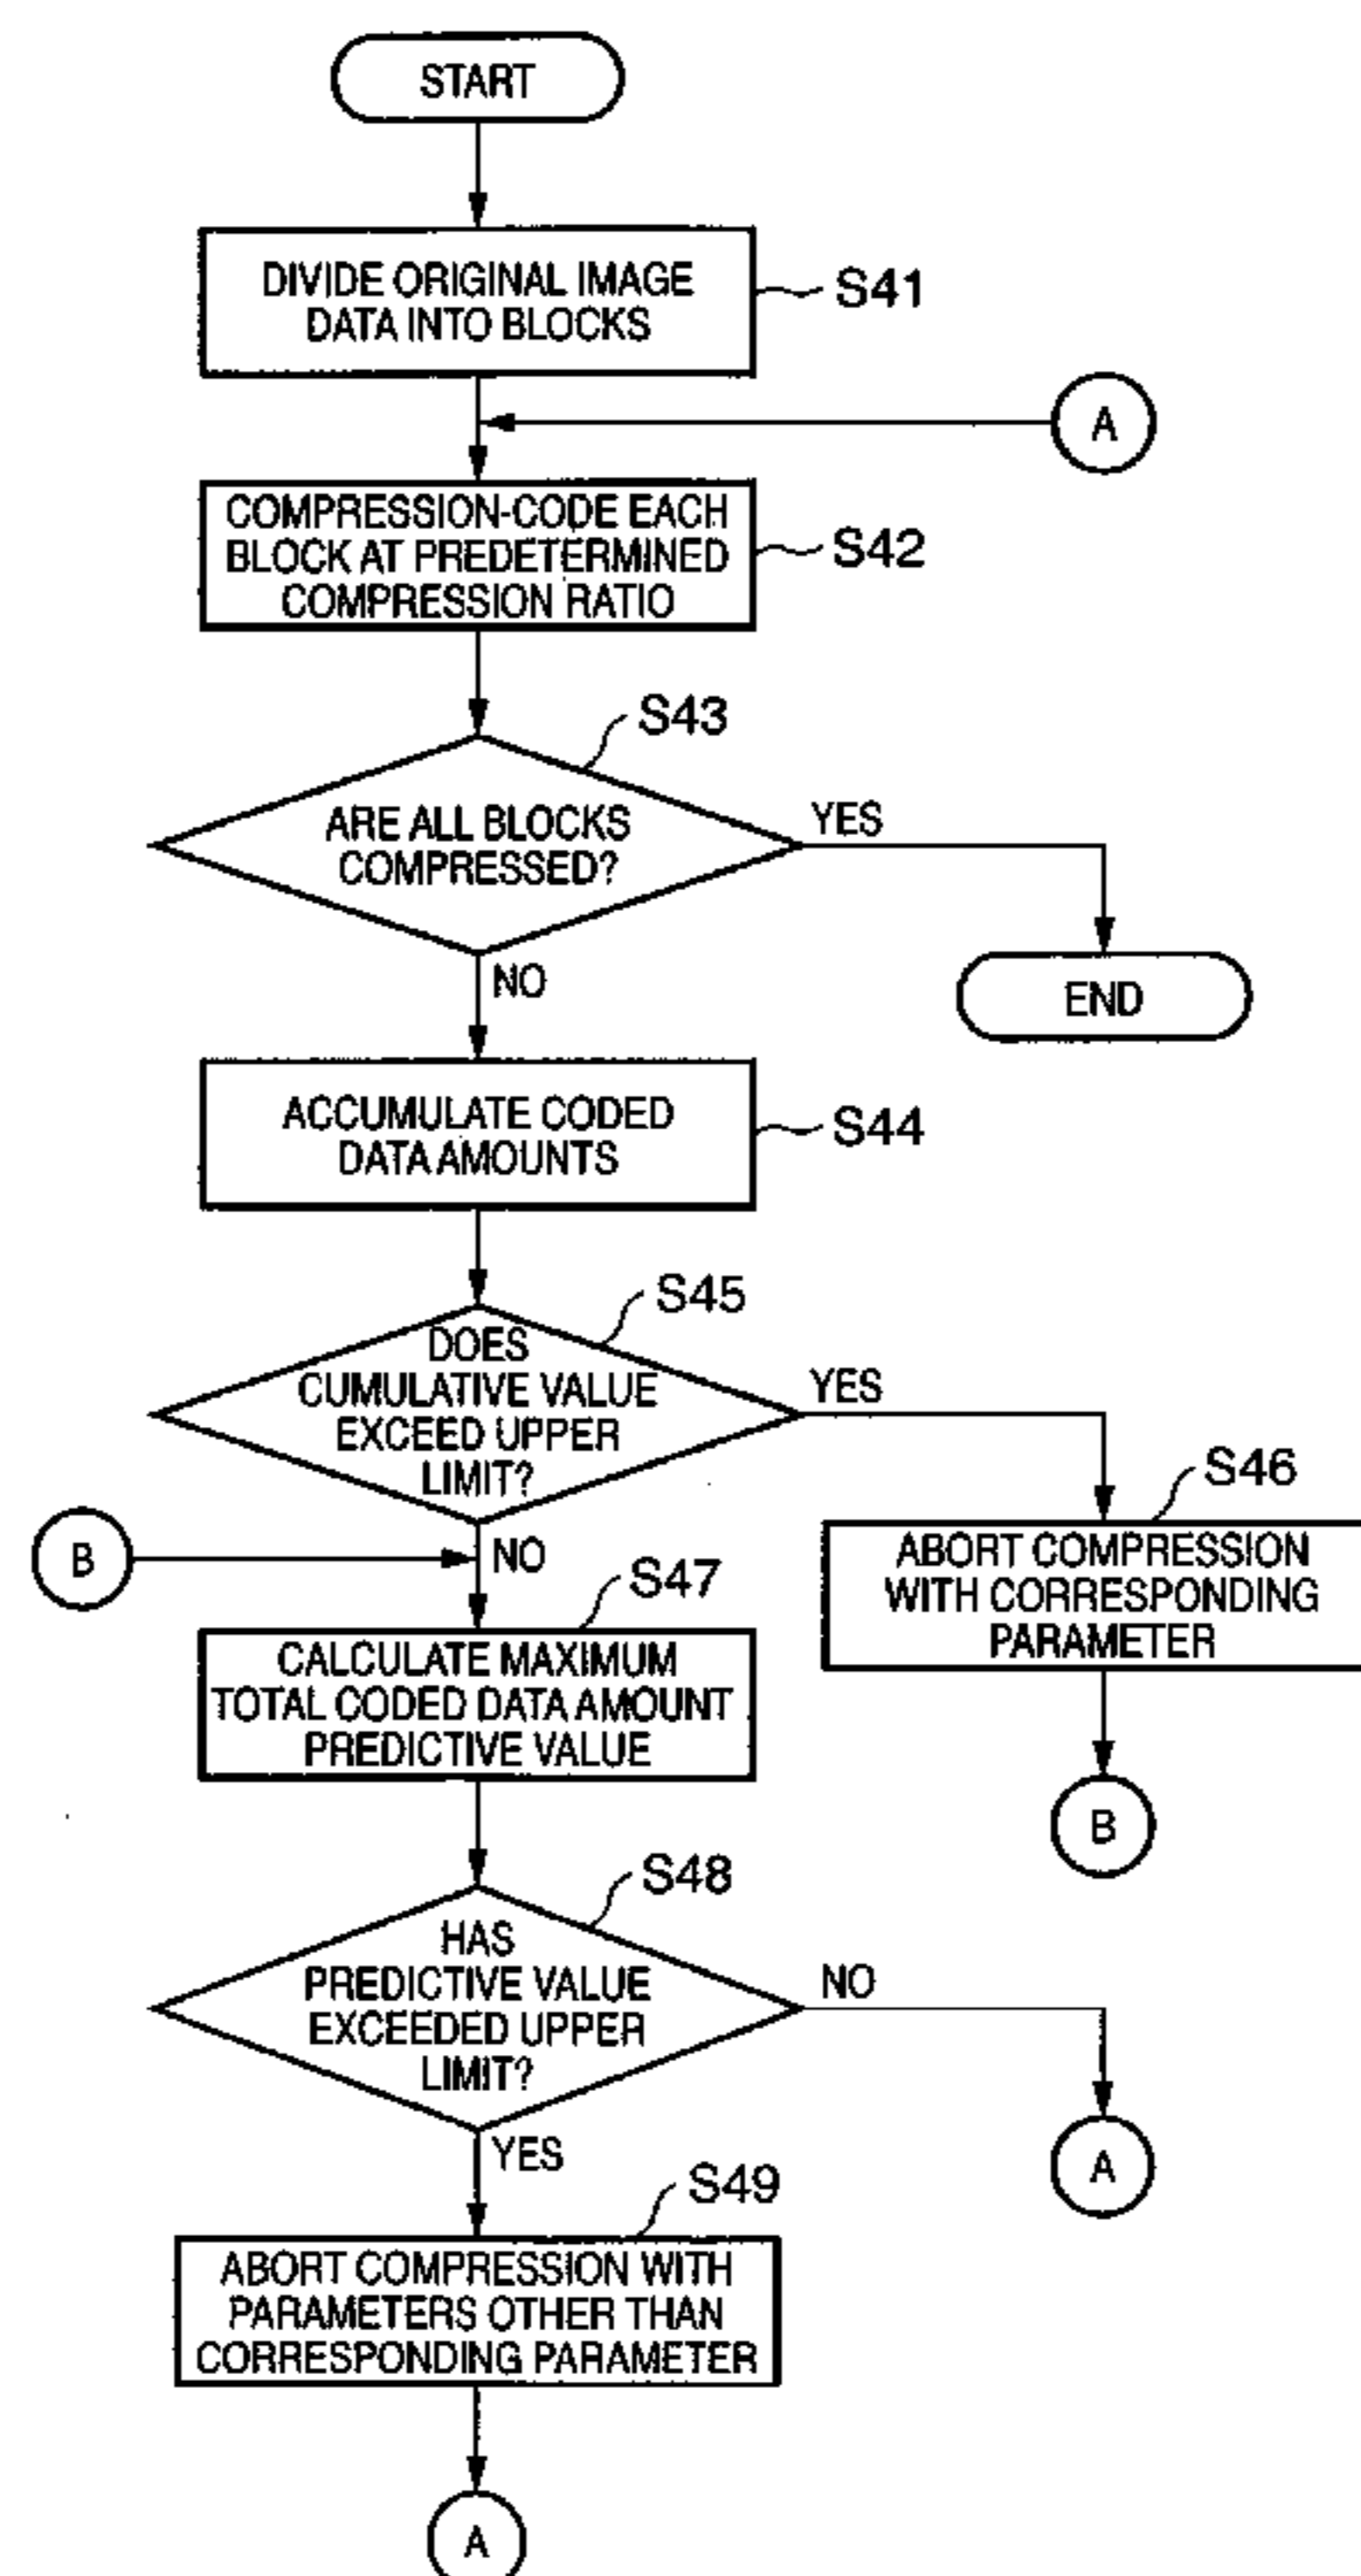 START
DIVIDE ORIGINAL IMAGE
DATA INTO BLOCKS
S41
A
COMPRESSION-CODE EACH
BLOCK AT PREDETERMINED
COMPRESSION RATIO
S42
S43
ARE ALL BLOCKS
COMPRESSED?
YES
NO
END
ACCUMULATE CODED
DATA AMOUNTS
S44
S45
DOES
CUMULATIVE VALUE
EXCEED UPPER
LIMIT?
YES
S46
ABORT COMPRESSION
WITH CORRESPONDING
PARAMETER
B
NO
S47
CALCULATE MAXIMUM
TOTAL CODED DATA AMOUNT
PREDICTIVE VALUE
B
S48
HAS
PREDICTIVE VALUE
EXCEEDED UPPER
LIMIT?
NO
A
YES
S49
ABORT COMPRESSION WITH
PARAMETERS OTHER THAN
CORRESPONDING PARAMETER
A